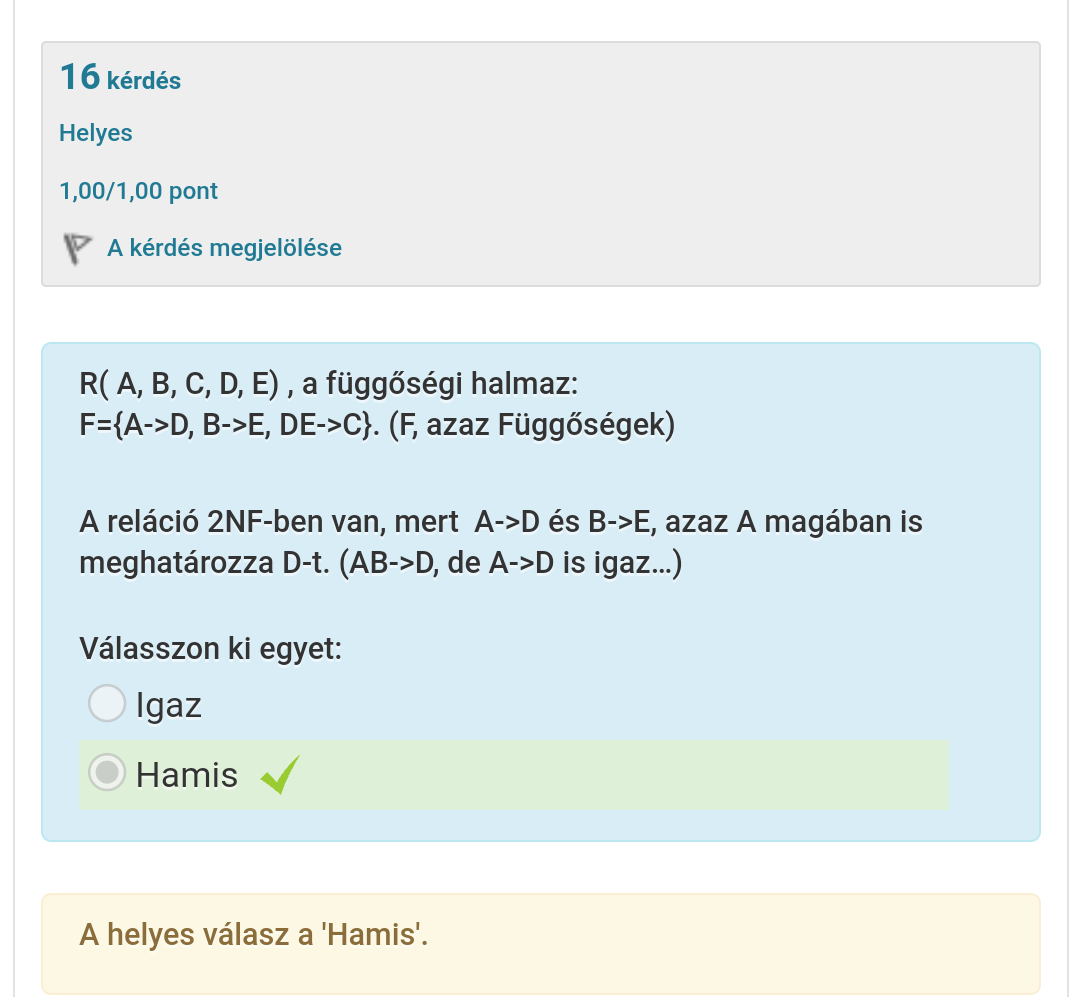 16 kérdés
Helyes
1,00/1,00 pont
A kérdés megjelölése
R( A, B, C, D, E) , a függőségi halmaz:
F={A->D, B->E, DE->C}. (F, azaz Függőségek)
A reláció 2NF-ben van, mert  A->D és B->E, azaz A magában is
meghatározza D-t. (AB->D, de A->D is igaz...)
Válasszon ki egyet:
Igaz
Hamis
A helyes válasz a 'Hamis'.